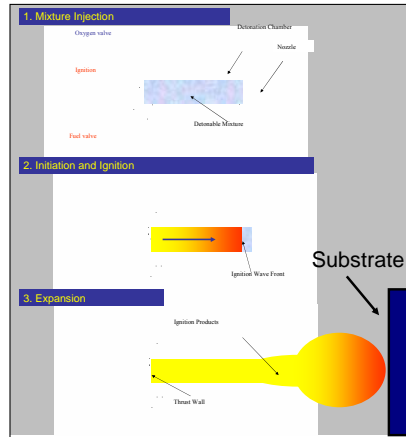 1. Mixture Injection
Oxygen valve
Detonation Chamber
Nozzle
Ignition
Detonable Mixture
Fuel valve
2. Initiation and Ignition
Ignition Wave Front
Substrate
3. Expansion
Ignition Products
Thrust Wall